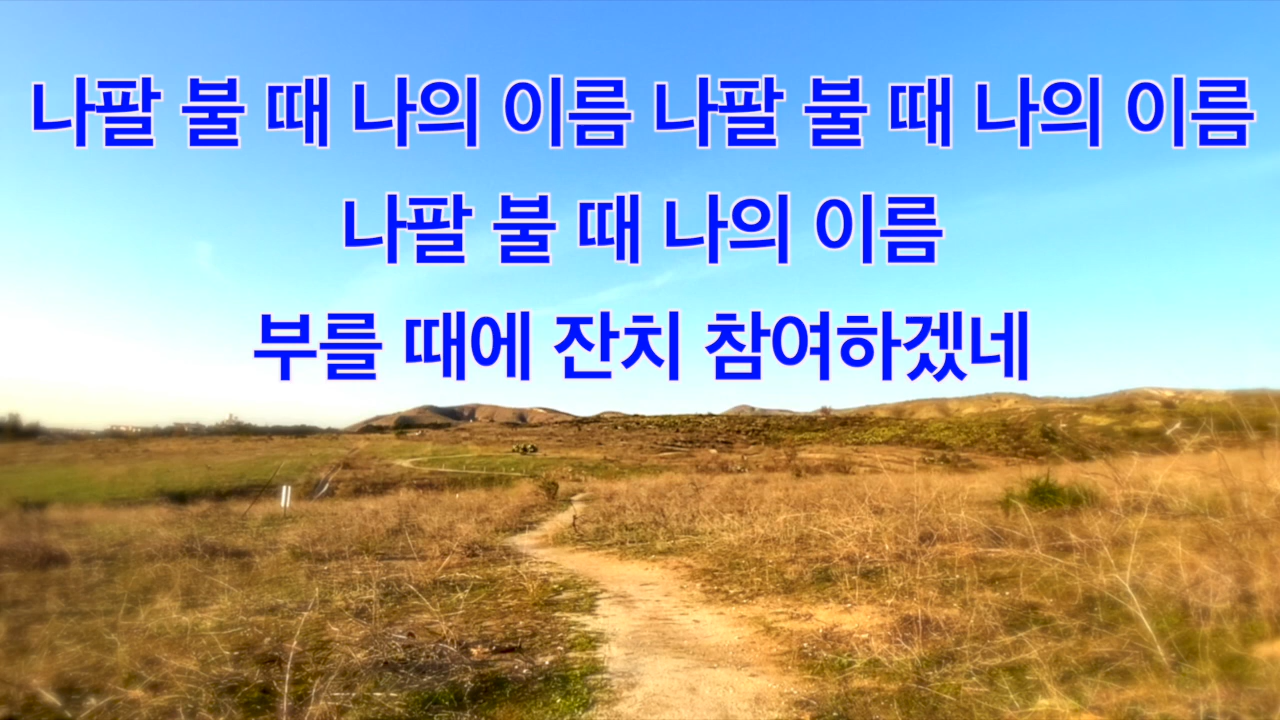 나팔 불 때 나의 이름 나팔 불 때 나의 이름
나팔 불 때 나의 이름
부를 때에 잔치 참여하겠네